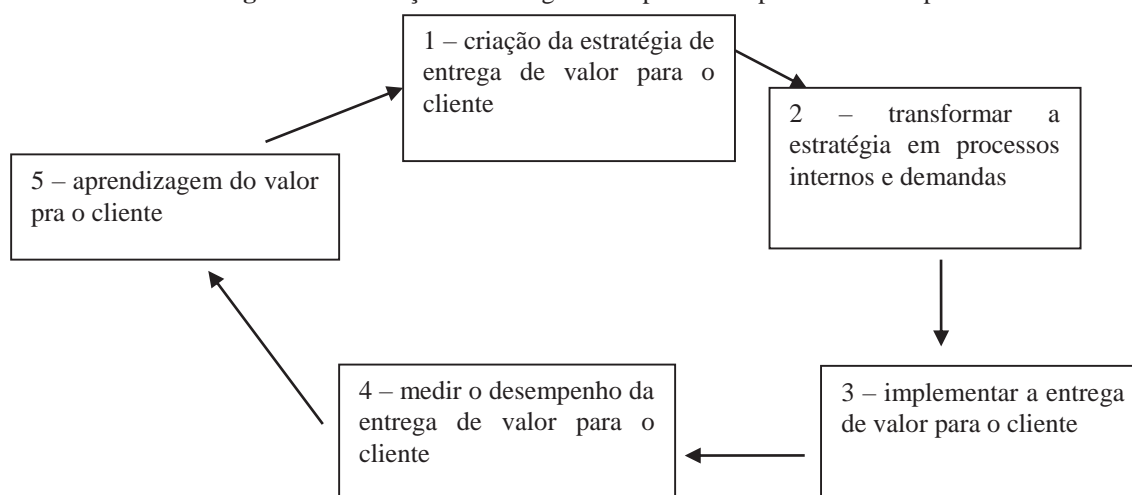 1 – criação da estratégia de
entrega de valor para o
cliente
2 – transformar a
estratégia em processos
internos e demandas
3 – implementar a entrega
de valor para o cliente
4 – medir o desempenho da
entrega de valor para o
cliente
5 – aprendizagem do valor
pra o cliente